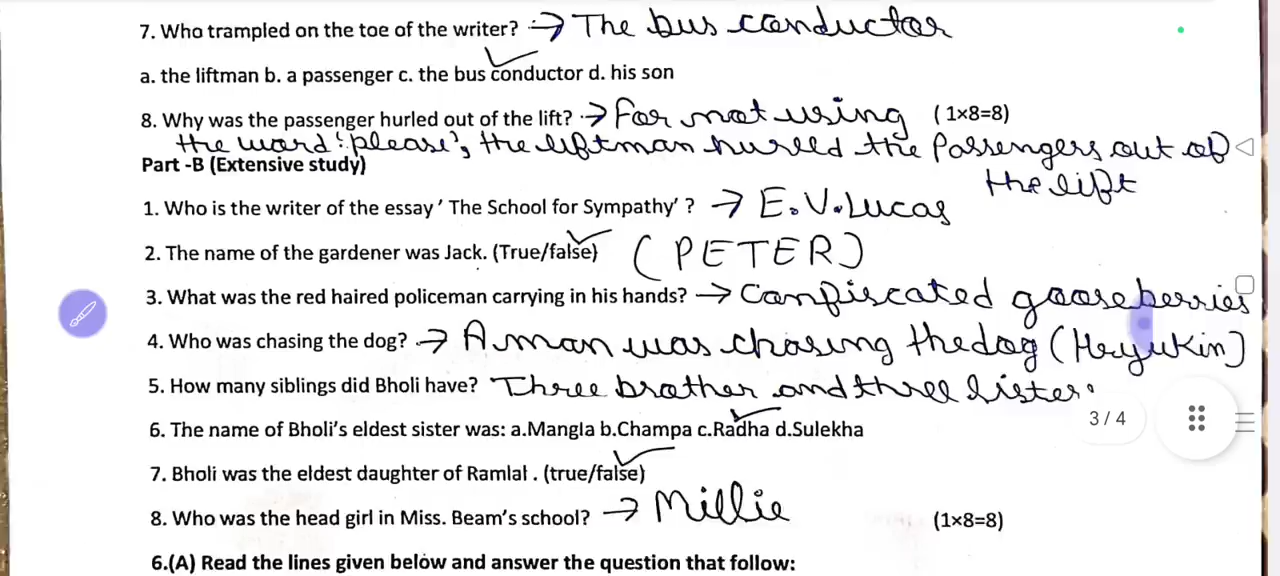 7. Who trampled on the toe of the writer? → The bus conductor
a. the liftman b. a passenger c. the bus conductor d. his son
8. Why was the passenger hurled out of the lift? → For not using (1×8=8)
the word 'please', the liftman hurled the Passengers out of
the lift
Part -B (Extensive study)
1. Who is the writer of the essay ' The School for Sympathy' ? → E.V.Lucas
2. The name of the gardener was Jack. (True/false) (PETER)
3. What was the red haired policeman carrying in his hands? → Confiscated gooseberries
4. Who was chasing the dog? → A man was chasing the dog (Heryukin)
5. How many siblings did Bholi have? Three brother and three sister.
6. The name of Bholi's eldest sister was: a.Mangla b.Champa c.Radha d.Sulekha
7. Bholi was the eldest daughter of Ramlal . (true/false)
8. Who was the head girl in Miss. Beam's school? → Millie (1×8=8)
3 / 4
6.(A) Read the lines given below and answer the question that follow: